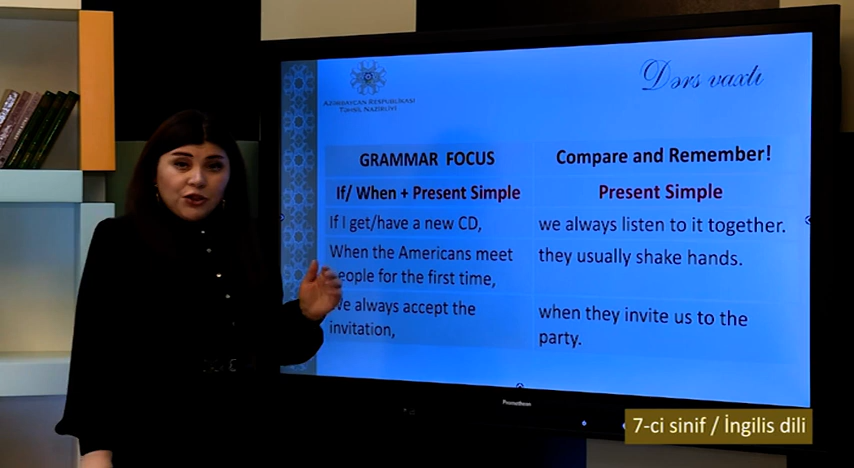 Dərs vaxtı
AZƏRBAYCAN RESPUBLİKASI
TƏHSİL NAZİRLİYİ
GRAMMAR FOCUS
Compare and Remember!
If/ When + Present Simple
Present Simple
If I get/have a new CD,
we always listen to it together.
When the Americans meet
eople for the first time,
they usually shake hands.
e always accept the
invitation,
when they invite us to the
party.
Promethean
7-ci sinif / İngilis dili